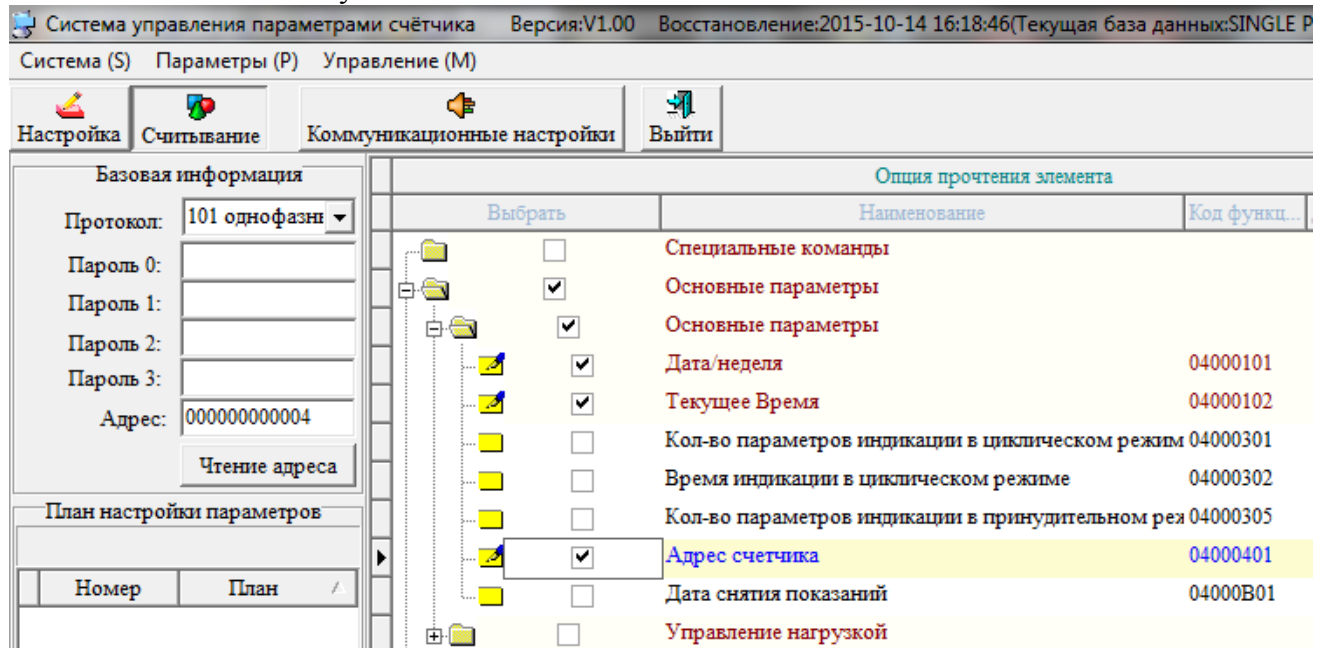 Система управления параметрами счётчика Версия:V1.00 Восстановление:2015-10-14 16:18:46(Текущая база данных:SINGLE P
Система (S) Параметры (P) Управление (M)
Настройка Считывание Коммуникационные настройки Выйти
Базовая информация
Протокол: 101 однофазн
Пароль 0:
Пароль 1:
Пароль 2:
Пароль 3:
Адрес: 000000000004
Чтение адреса
План настройки параметров
Номер План
Опция прочтения элемента
Выбрать Наименование Код функц...
Специальные команды
Основные параметры
Основные параметры
Дата/неделя 04000101
Текущее Время 04000102
Кол-во параметров индикации в циклическом режим 04000301
Время индикации в циклическом режиме 04000302
Кол-во параметров индикации в принудительном реж 04000305
Адрес счетчика 04000401
Дата снятия показаний 04000B01
Управление нагрузкой